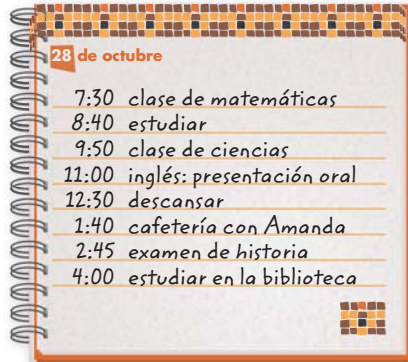 28 de octubre
7:30 clase de matemáticas
8:40 estudiar
9:50 clase de ciencias
11:00 inglés: presentación oral
12:30 descansar
1:40 cafetería con Amanda
2:45 examen de historia
4:00 estudiar en la biblioteca